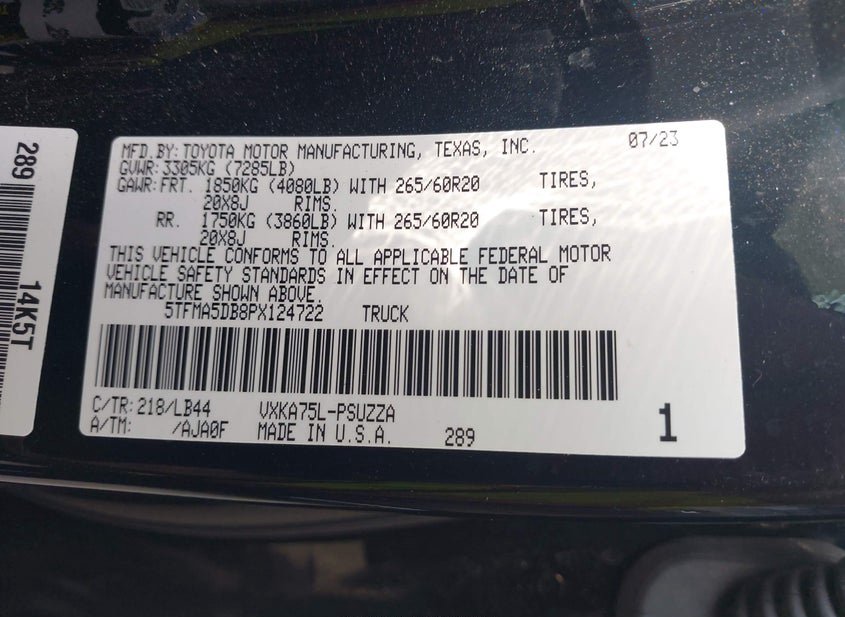 MFD.BY:TOYOTA MOTOR MANUFACTURING, TEXAS, INC. 07/23
GVWR:3305KG (7285LB)
GAWR:FRT. 1850KG (4080LB) WITH 265/60R20 TIRES,
20X8J RIMS.
RR. 1750KG (3860LB) WITH 265/60R20 TIRES,
20X8J RIMS.
THIS VEHICLE CONFORMS TO ALL APPLICABLE FEDERAL MOTOR
VEHICLE SAFETY STANDARDS IN EFFECT ON THE DATE OF
MANUFACTURE SHOWN ABOVE.
5TFMA5DB8PX124722 TRUCK
C/TR:218/LB44 VXKA75L-PSUZZA
A/TM: /AJA0F MADE IN U.S.A. 289 1
289 14K5T